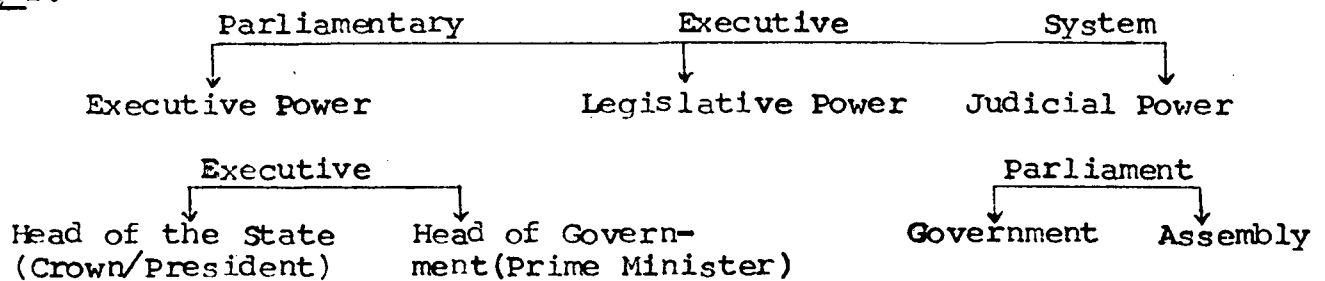 Parliamentary Executive System
Executive Power Legislative Power Judicial Power
Executive Parliament
Head of the State Head of Govern- Government Assembly
(Crown/President) ment(Prime Minister)